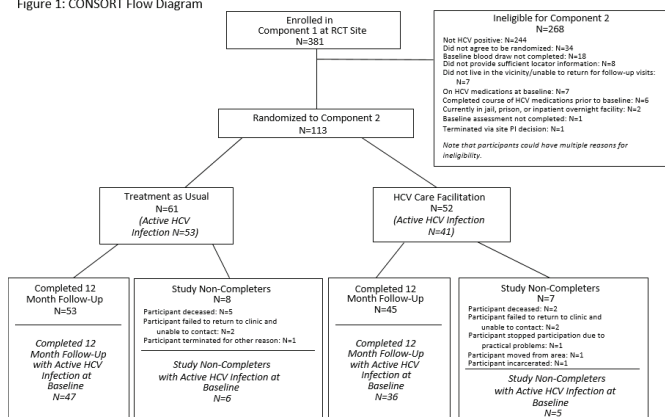 Figure 1: CONSORT Flow Diagram
Enrolled in
Component 1 at RCT Site
N=381
Ineligible for Component 2
N=268
Not HCV positive at baseline: N=244
Did not agree to be randomized: N=34
Baseline blood draw not completed: N=18
Did not provide sufficient locator information: N=8
Did not live in the vicinity/unable to return for follow-up visits:
N=7
On HCV medications at baseline: N=7
Completed course of HCV medications prior to baseline: N=6
Currently in jail, prison, or inpatient overnight facility: N=2
Baseline assessment not completed: N=1
Terminated via site PI decision: N=1
Note that participants could have multiple reasons for
ineligibility.
Randomized to Component 2
N=113
Treatment as Usual
N=61
(Active HCV
Infection N=53)
HCV Care Facilitation
N=52
(Active HCV Infection
N=41)
Completed 12
Month Follow-Up
N=53
Completed 12
Month Follow-Up
with Active HCV
Infection at
Baseline
N=47
Study Non-Completers
N=8
Participant deceased: N=5
Participant failed to return to clinic and
unable to contact: N=2
Participant terminated for other reason: N=1
Study Non-Completers
with Active HCV Infection at
Baseline
N=6
Completed 12
Month Follow-Up
N=45
Completed 12
Month Follow-Up
with Active HCV
Infection at
Baseline
N=36
Study Non-Completers
N=7
Participant deceased: N=2
Participant failed to return to clinic and
unable to contact: N=2
Participant stopped participation due to
practical problems: N=1
Participant moved from area: N=1
Participant incarcerated: N=1
Study Non-Completers
with Active HCV Infection at
Baseline
N=5